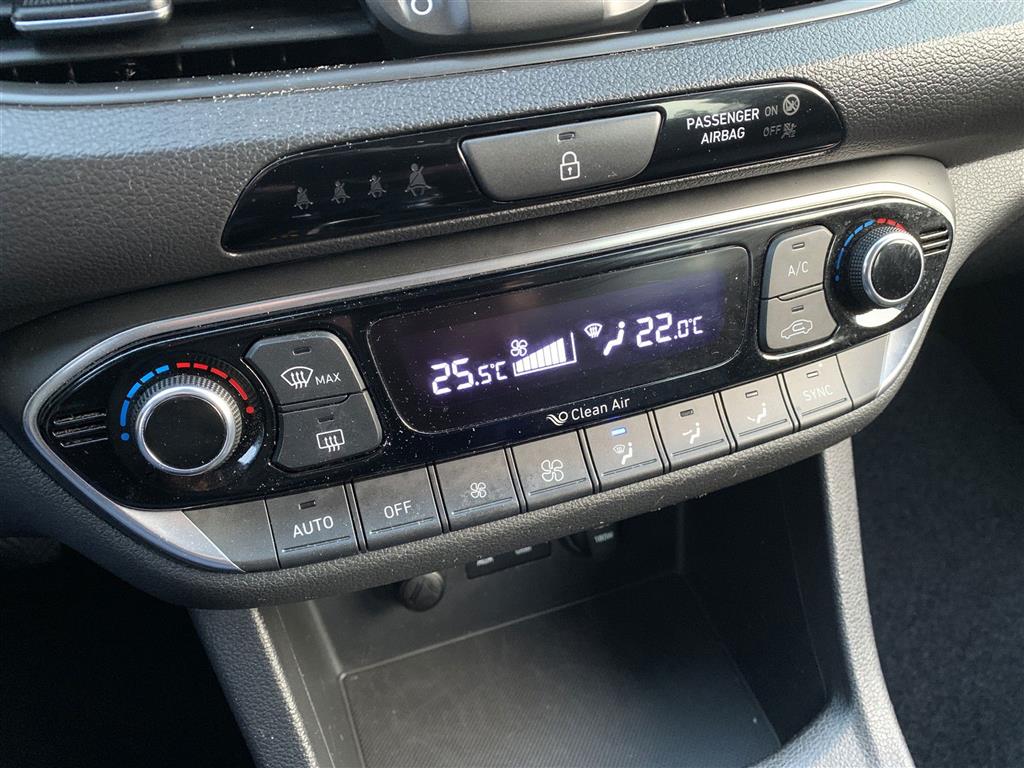 PASSENGER ON
AIRBAG OFF
A/C
25.5°C 22.0°C
MAX
Clean Air
AUTO OFF SYNC